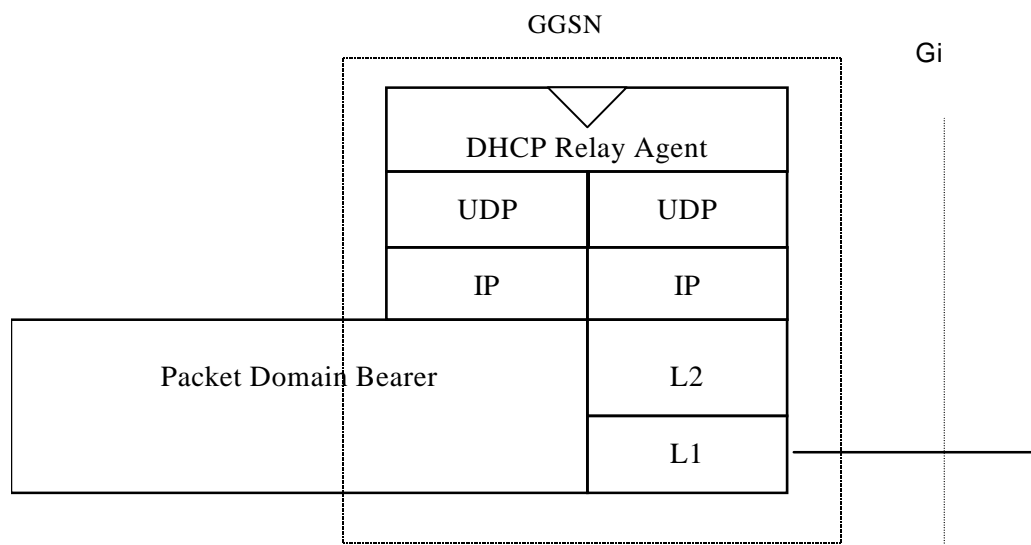 GGSN
Gi
DHCP Relay Agent
UDP UDP
IP IP
Packet Domain Bearer L2
L1